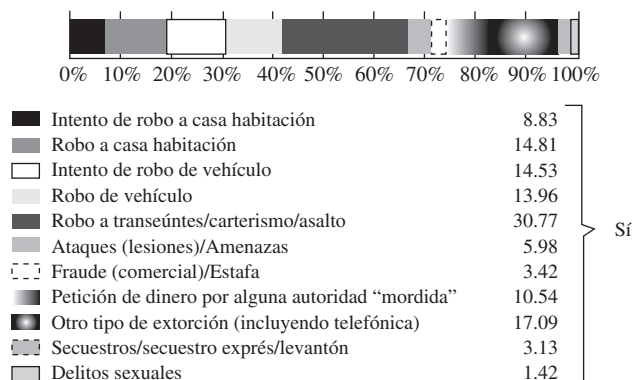 0% 10% 20% 30% 40% 50% 60% 70% 80% 90% 100%
Intento de robo a casa habitación 8.83
Robo a casa habitación 14.81
Intento de robo de vehículo 14.53
Robo de vehículo 13.96
Robo a transeúntes/carterismo/asalto 30.77
Ataques (lesiones)/Amenazas 5.98
Sí
Fraude (comercial)/Estafa 3.42
Petición de dinero por alguna autoridad “mordida” 10.54
Otro tipo de extorción (incluyendo telefónica) 17.09
Secuestros/secuestro exprés/levantón 3.13
Delitos sexuales 1.42